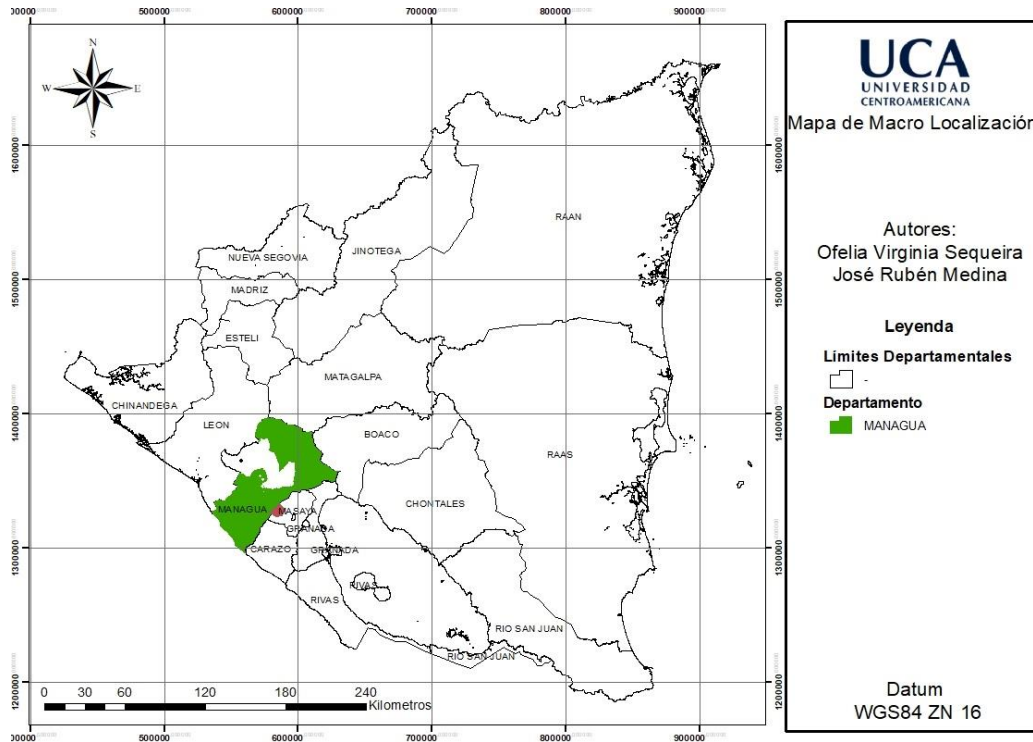 00000 500000 600000 700000 800000 900000
N
W E
S
1600000 1600000
1500000 1500000
1400000 1400000
1300000 1300000
1200000 1200000
RAAN
JINOTEGA
NUEVA SEGOVIA
MADRIZ
ESTELI
MATAGALPA
CHINANDEGA
LEON
BOACO
RAAS
CHONTALES
MANAGUA
MASAYA
GRANADA
CARAZO
GRANADA
RIVAS
RIVAS
RIO SAN JUAN
RIO SAN JUAN
0 30 60 120 180 240
Kilometros
00000 500000 600000 700000 800000 900000
UCA
UNIVERSIDAD
CENTROAMERICANA
Mapa de Macro Localización
Autores:
Ofelia Virginia Sequeira
José Rubén Medina
Leyenda
Limites Departamentales
-
Departamento
MANAGUA
Datum
WGS84 ZN 16